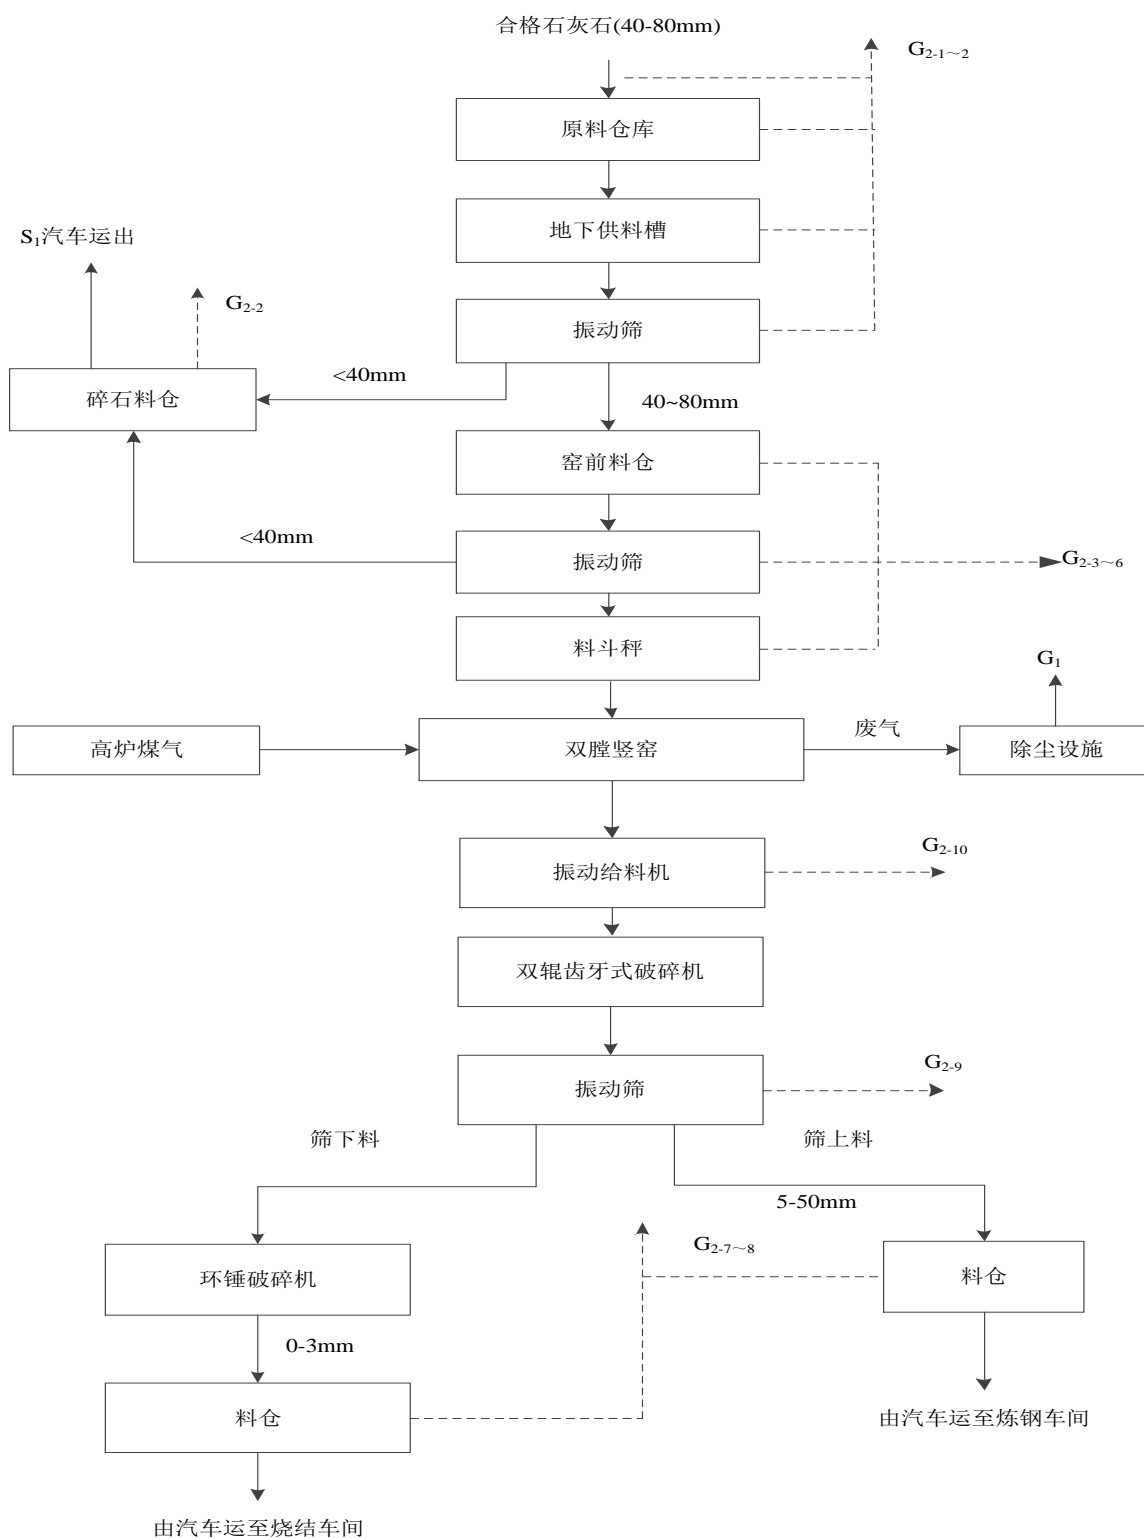 合格石灰石(40-80mm)
G2-1～2
原料仓库
地下供料槽
S1汽车运出
G2-2
振动筛
<40mm
碎石料仓
40~80mm
窑前料仓
<40mm
振动筛
G2-3～6
料斗秤
G1
高炉煤气
双膛竖窑
废气
除尘设施
G2-10
振动给料机
双辊齿牙式破碎机
G2-9
振动筛
筛下料
筛上料
5-50mm
G2-7～8
环锤破碎机
料仓
0-3mm
料仓
由汽车运至炼钢车间
由汽车运至烧结车间